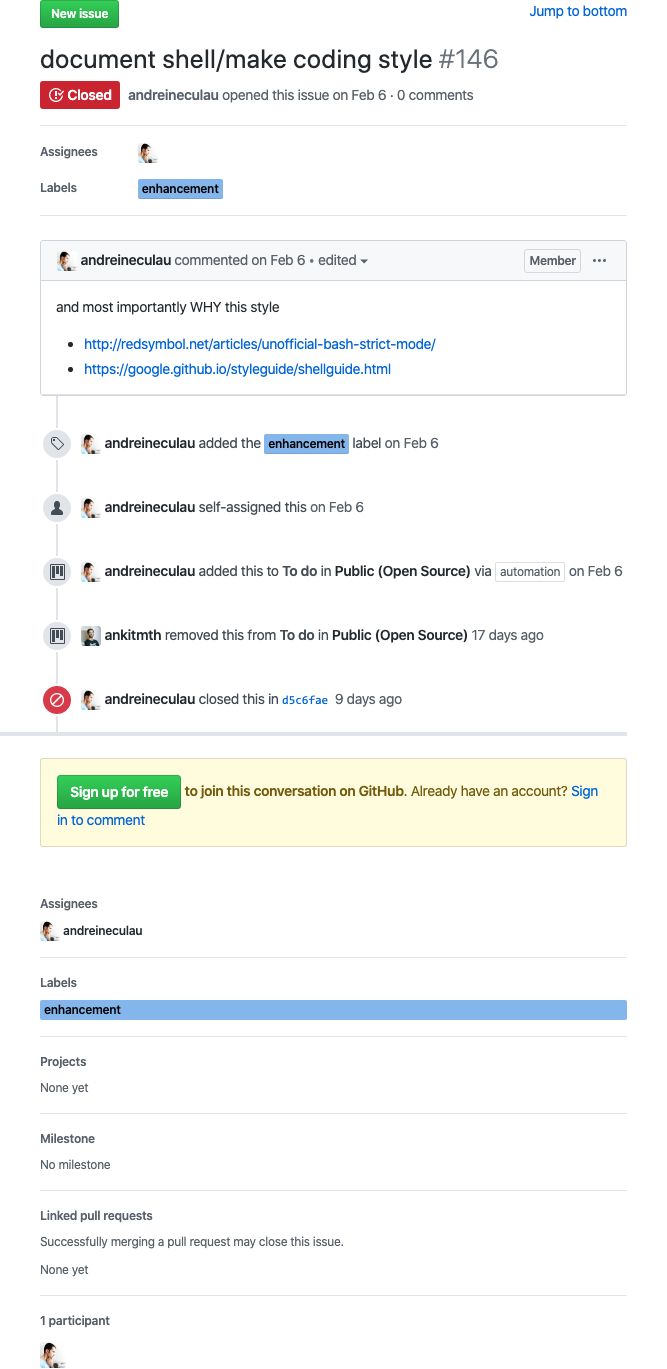 New issue
Jump to bottom
document shell/make coding style #146
Closed andreineculau opened this issue on Feb 6 · 0 comments
Assignees
Labels enhancement
andreineculau commented on Feb 6 • edited Member
and most importantly WHY this style
http://redsymbol.net/articles/unofficial-bash-strict-mode/
https://google.github.io/styleguide/shellguide.html
andreineculau added the enhancement label on Feb 6
andreineculau self-assigned this on Feb 6
andreineculau added this to To do in Public (Open Source) via automation on Feb 6
ankitmth removed this from To do in Public (Open Source) 17 days ago
andreineculau closed this in d5c6fae 9 days ago
Sign up for free to join this conversation on GitHub. Already have an account? Sign
in to comment
Assignees
andreineculau
Labels
enhancement
Projects
None yet
Milestone
No milestone
Linked pull requests
Successfully merging a pull request may close this issue.
None yet
1 participant